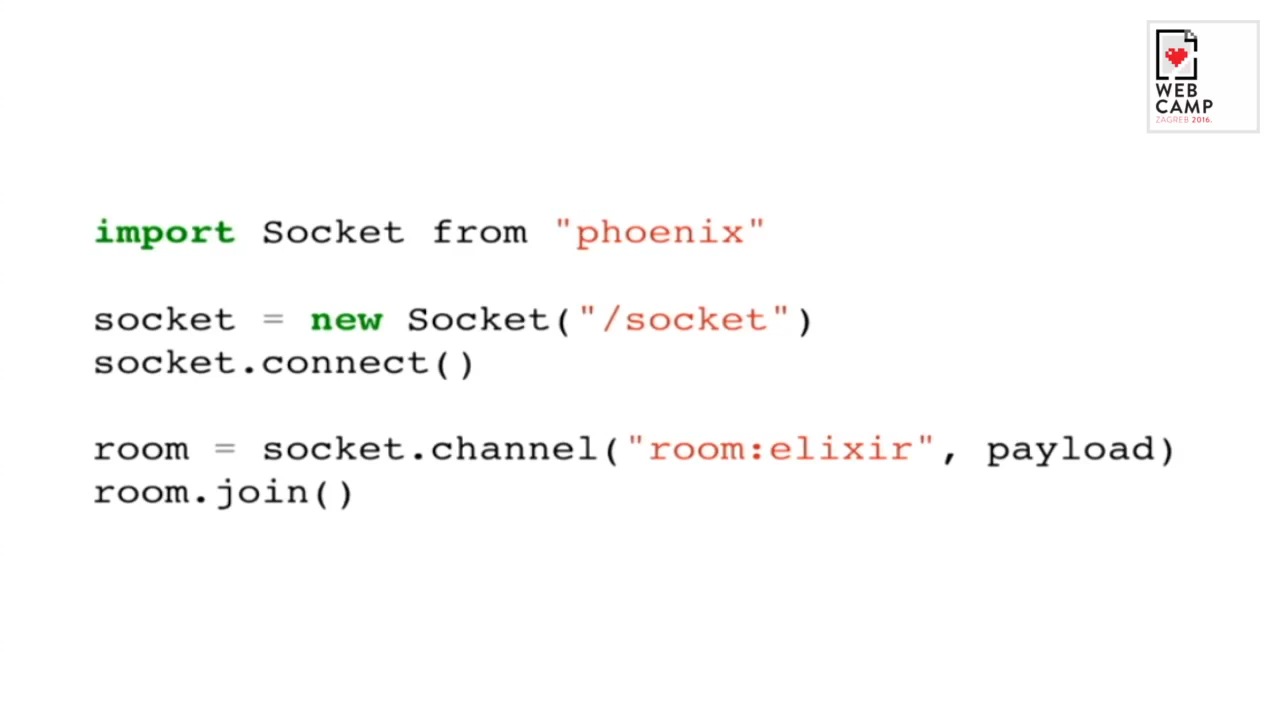 WEB
CAMP
ZAGREB 2016.
import Socket from "phoenix"
socket = new Socket("/socket")
socket.connect()
room = socket.channel("room:elixir", payload)
room.join()